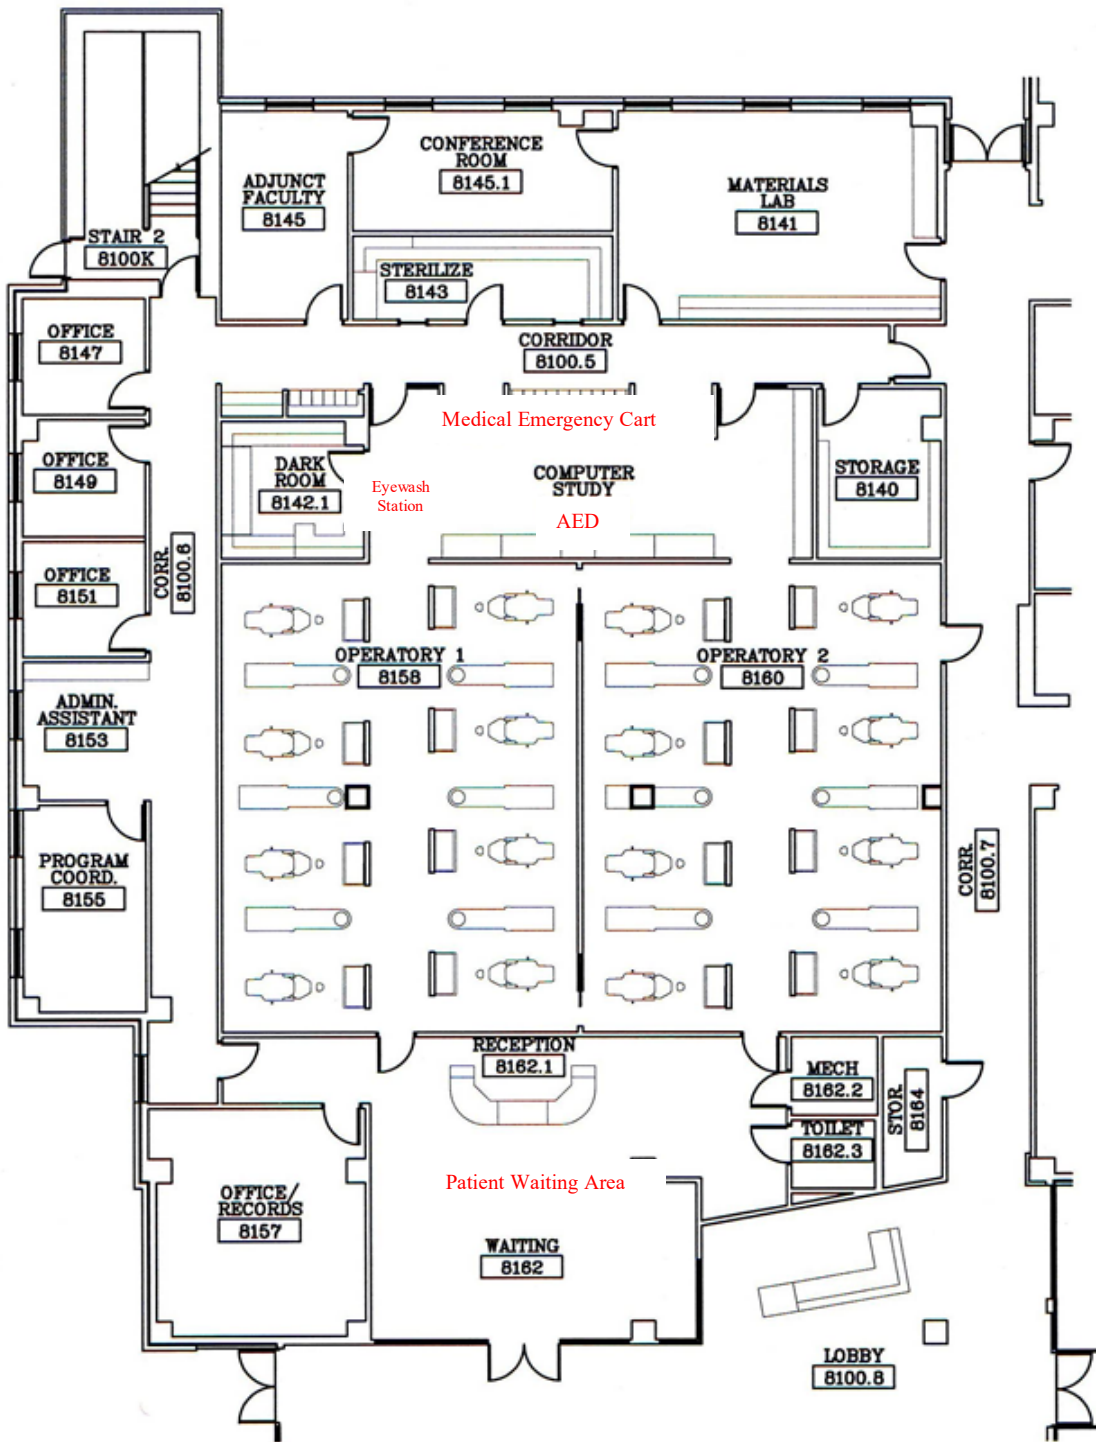 CONFERENCE
ROOM
8145.1
ADJUNCT
FACULTY
8145
MATERIALS
LAB
8141
STAIR 2
8100K
STERILIZE
8143
OFFICE
8147
CORRIDOR
8100.5
Medical Emergency Cart
OFFICE
8149
DARK
ROOM
8142.1
Eyewash
Station
COMPUTER
STUDY
AED
STORAGE
8140
CORR.
8100.6
OFFICE
8151
OPERATORY 1
8158
OPERATORY 2
8160
ADMIN.
ASSISTANT
8153
PROGRAM
COORD.
8155
CORR.
8100.7
RECEPTION
8162.1
MECH
8162.2
STOR.
8164
TOILET
8162.3
Patient Waiting Area
OFFICE/
RECORDS
8157
WAITING
8162
LOBBY
8100.8